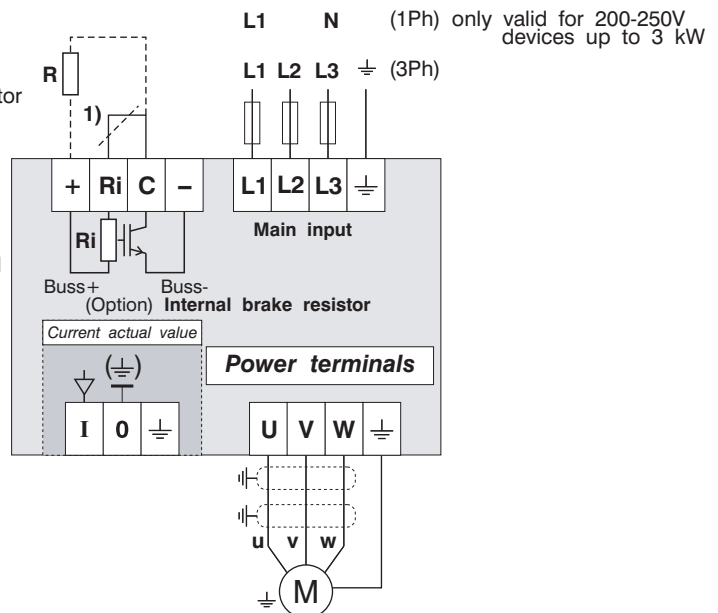 L1 N (1Ph) only valid for 200-250V
devices up to 3 kW
R L1 L2 L3 (3Ph)
tor
1)
+ Ri C − L1 L2 L3
Main input
Ri
Buss+ Buss-
(Option) Internal brake resistor
Current actual value
Power terminals
I 0 U V W
u v w
M